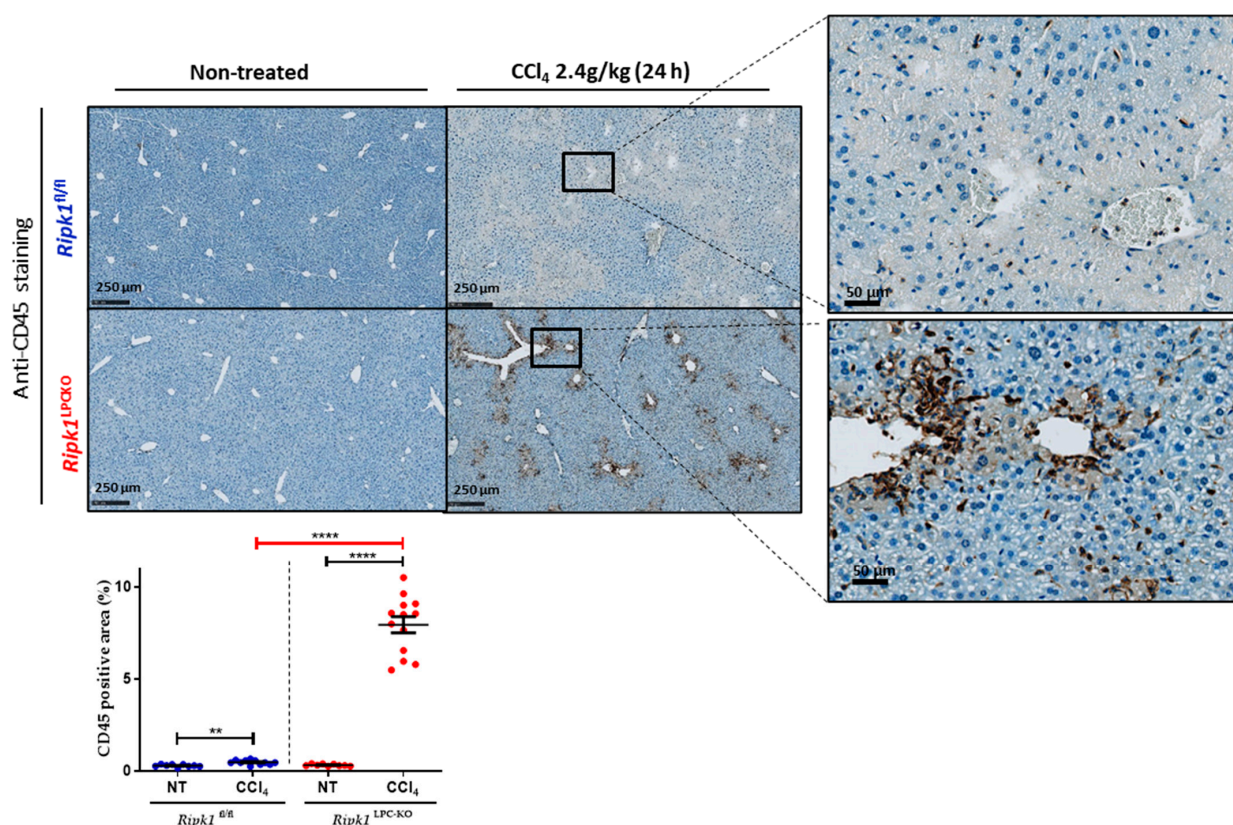 Non-treated
CCl₄ 2.4g/kg (24 h)
Anti-CD45 staining
Ripk1fl/fl
250 µm
250 µm
50 µm
Ripk1LPCKO
250 µm
250 µm
50 µm
****
****
**
CD45 positive area (%)
10
5
0
NT
CCl₄
NT
CCl₄
Ripk1 fl/fl
Ripk1 LPC-KO